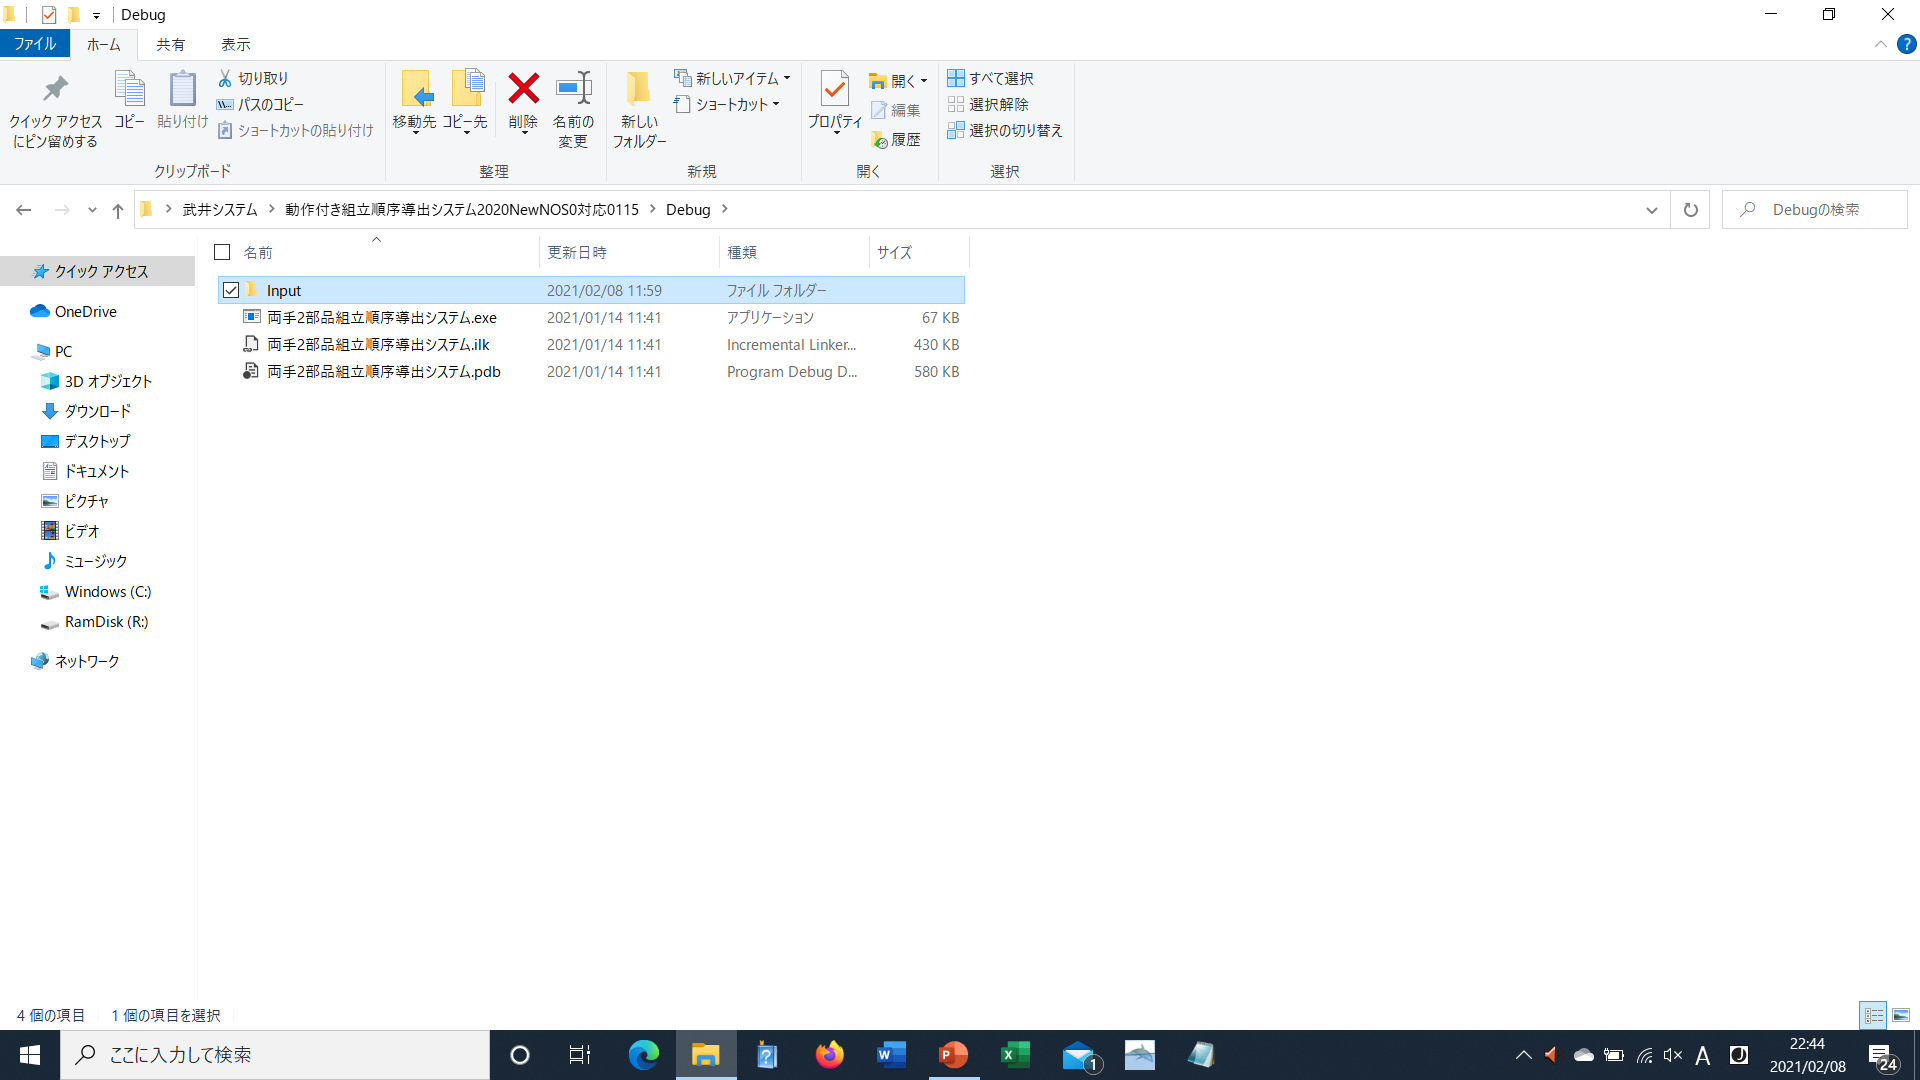 Debug
ファイル
ホーム
共有
表示
クイック アクセス
にピン留めする
コピー
貼り付け
切り取り
パスのコピー
ショートカットの貼り付け
クリップボード
移動先
コピー先
削除
名前の
変更
整理
新しい
フォルダー
新しいアイテム
ショートカット
新規
プロパティ
開く
編集
履歴
開く
すべて選択
選択解除
選択の切り替え
選択
武井システム
動作付き組立順序導出システム2020NewNOS0対応0115
Debug
Debugの検索
名前
更新日時
種類
サイズ
Input 2021/02/08 11:59 ファイル フォルダー
両手2部品組立順序導出システム.exe 2021/01/14 11:41 アプリケーション 67 KB
両手2部品組立順序導出システム.ilk 2021/01/14 11:41 Incremental Linker... 430 KB
両手2部品組立順序導出システム.pdb 2021/01/14 11:41 Program Debug D... 580 KB
クイック アクセス
OneDrive
PC
3D オブジェクト
ダウンロード
デスクトップ
ドキュメント
ピクチャ
ビデオ
ミュージック
Windows (C:)
RamDisk (R:)
ネットワーク
4 個の項目
1 個の項目を選択
ここに入力して検索
1
A
J
22:44
2021/02/08
24